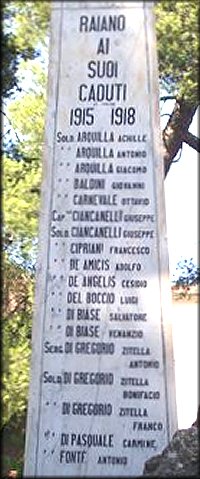 RAIANO
AI
SUOI
CADUTI
1915 1918
SOLD. ARQUILLA ACHILLE
" ARQUILLA ANTONIO
" ARQUILLA GIACOMO
" BALDINI GIOVANNI
" CARNEVALE OTTAVIO
CAP. CIANCANELLI GIUSEPPE
SOLD. CIANCANELLI GIUSEPPE
" CIPRIANI FRANCESCO
" DE AMICIS ADOLFO
" DE ANGELIS CESIDIO
" DEL BOCCIO LUIGI
" DI BIASE SALVATORE
" DI BIASE VENANZIO
SERG. DI GREGORIO ZITELLA
ANTONIO
SOLD. DI GREGORIO ZITELLA
BONIFACIO
" DI GREGORIO ZITELLA
FRANCO
" DI PASQUALE CARMINE
" FONTE ANTONIO